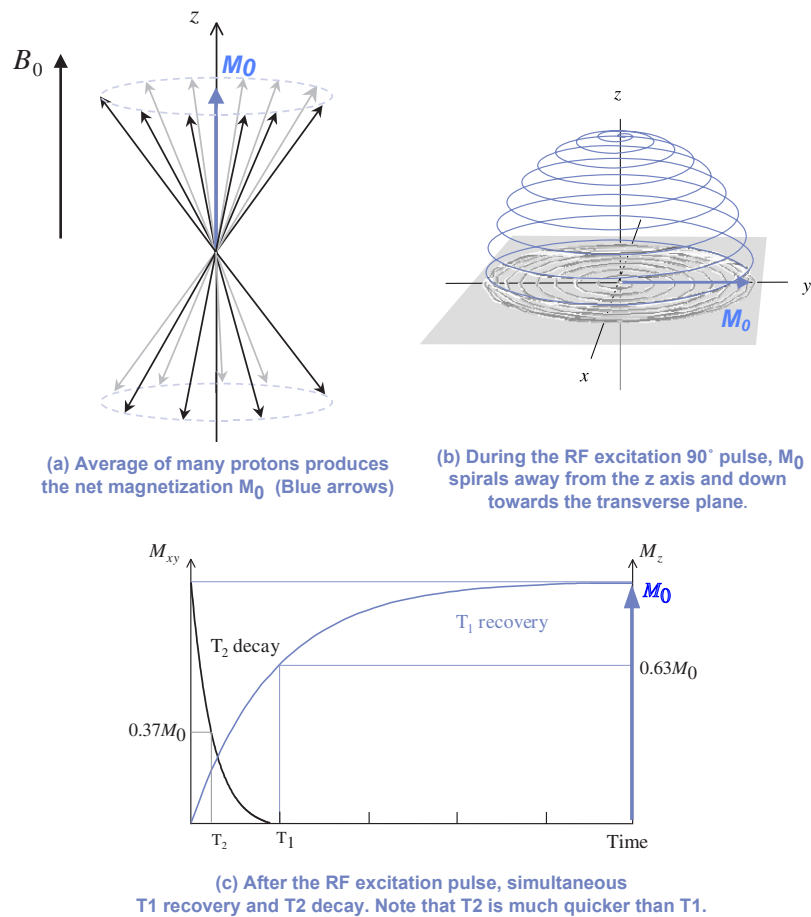 z
B₀
M₀
(a) Average of many protons produces
the net magnetization M₀ (Blue arrows)
z
y
M₀
x
(b) During the RF excitation 90° pulse, M₀
spirals away from the z axis and down
towards the transverse plane.
M_xy
M_z
M₀
T₁ recovery
T₂ decay
0.63M₀
0.37M₀
T₂
T₁
Time
(c) After the RF excitation pulse, simultaneous
T1 recovery and T2 decay. Note that T2 is much quicker than T1.